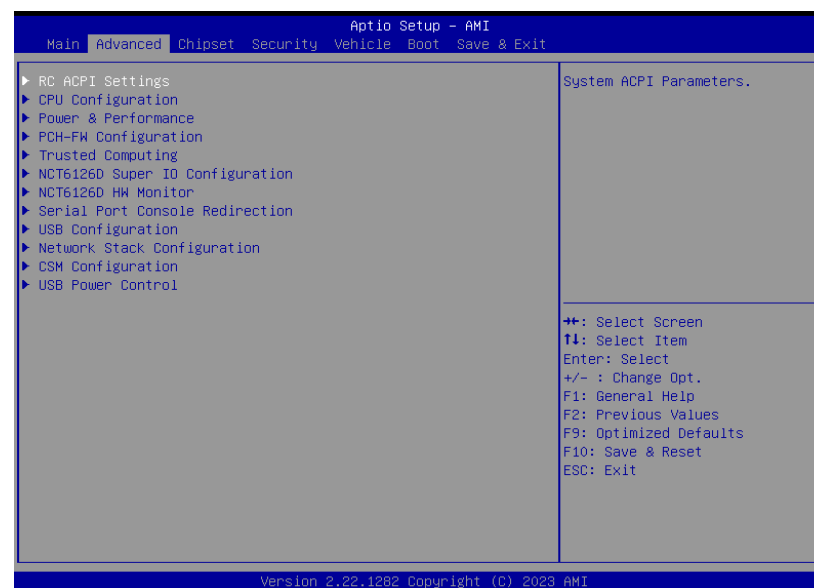 Aptio Setup – AMI
Main Advanced Chipset Security Vehicle Boot Save & Exit
▶ RC ACPI Settings
▶ CPU Configuration
▶ Power & Performance
▶ PCH-FW Configuration
▶ Trusted Computing
▶ NCT6126D Super IO Configuration
▶ NCT6126D HW Monitor
▶ Serial Port Console Redirection
▶ USB Configuration
▶ Network Stack Configuration
▶ CSM Configuration
▶ USB Power Control
System ACPI Parameters.
→←: Select Screen
↑↓: Select Item
Enter: Select
+/- : Change Opt.
F1: General Help
F2: Previous Values
F9: Optimized Defaults
F10: Save & Reset
ESC: Exit
Version 2.22.1282 Copyright (C) 2023 AMI